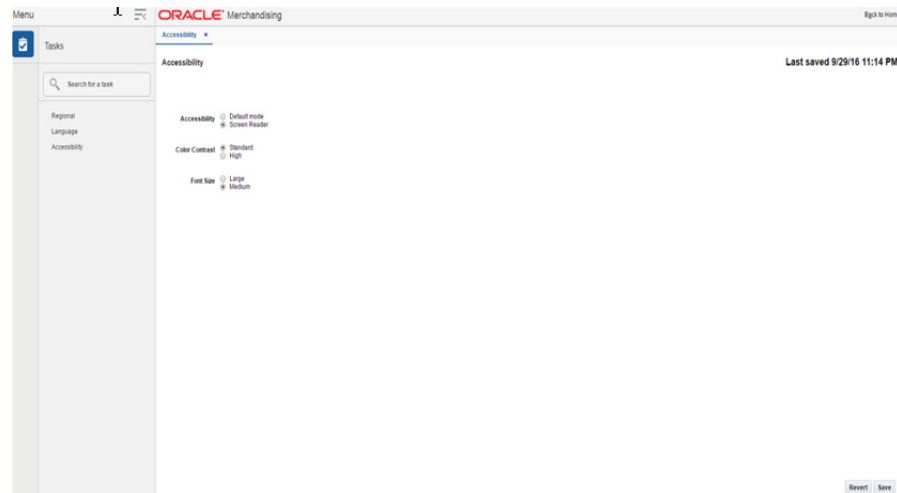 Menu
ORACLE Merchandising
Back to Hom
Tasks
Search for a task
Regional
Language
Accessibility
Accessibility ×
Accessibility
Last saved 9/29/16 11:14 PM
Accessibility
Default mode
Screen Reader
Color Contrast
Standard
High
Font Size
Large
Medium
Revert Save